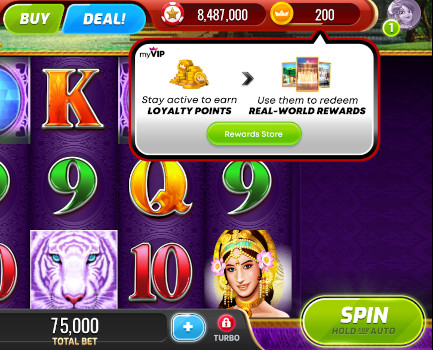 BUY
DEAL!
8,487,000
200
1
myVIP
Stay active to earn
LOYALTY POINTS
Use them to redeem
REAL-WORLD REWARDS
Rewards Store
K
9
Q
9
10
75,000
TOTAL BET
TURBO
SPIN
HOLD FOR AUTO